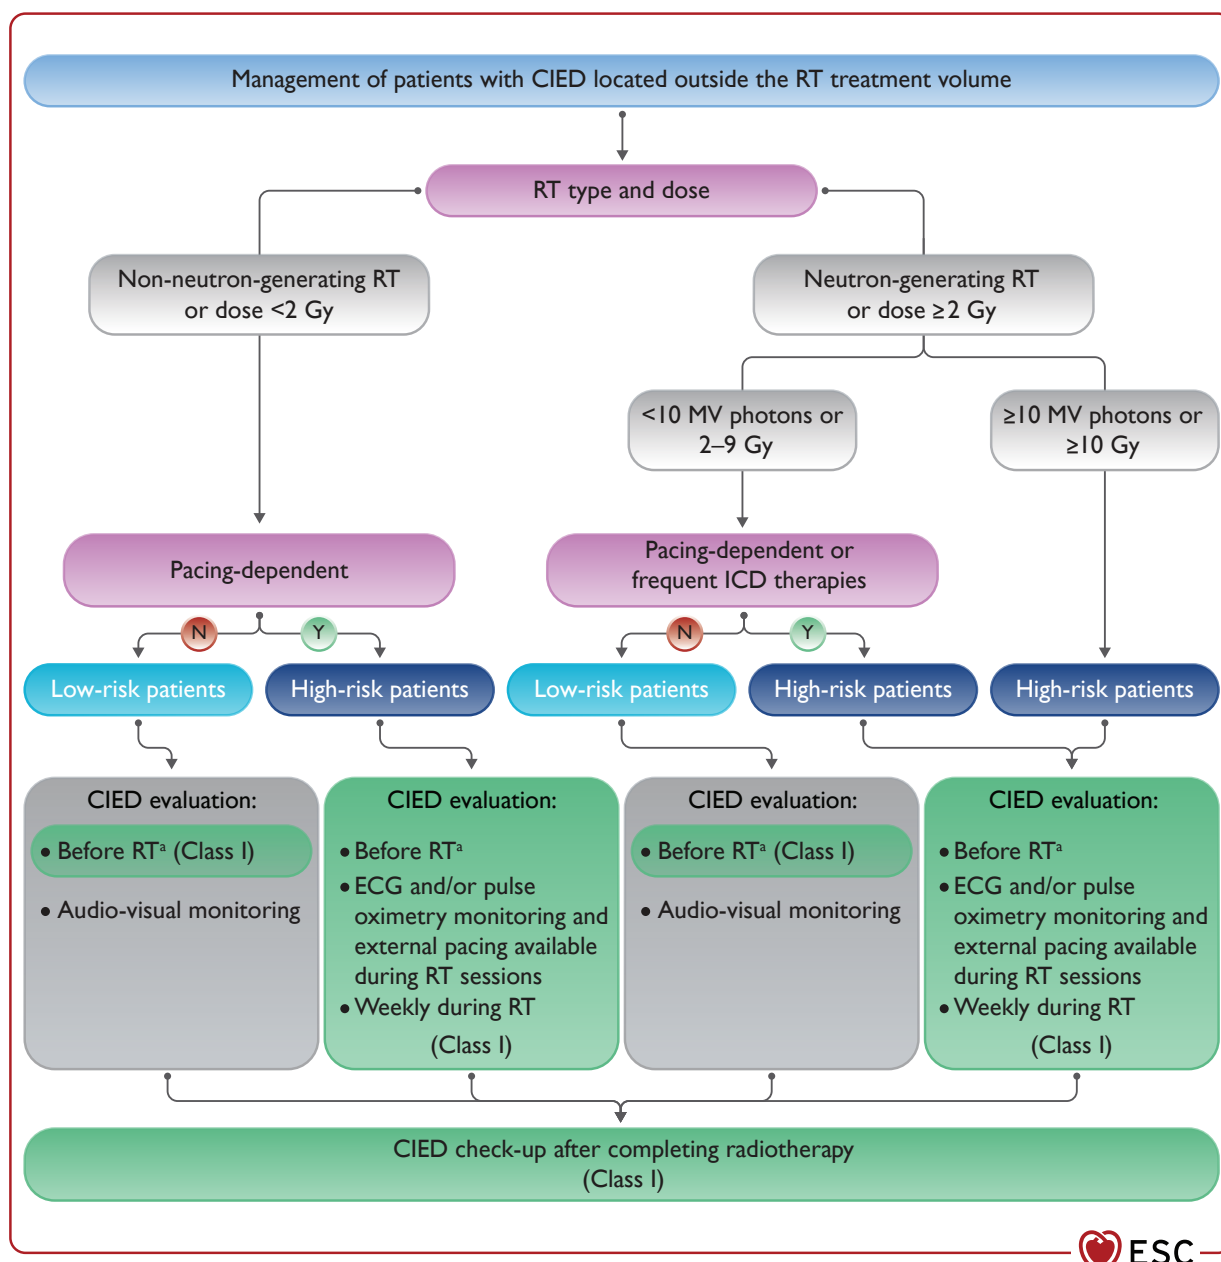 Management of patients with CIED located outside the RT treatment volume
RT type and dose
Non-neutron-generating RT
or dose <2 Gy
Neutron-generating RT
or dose ≥2 Gy
<10 MV photons or
2–9 Gy
≥10 MV photons or
≥10 Gy
Pacing-dependent
Pacing-dependent or
frequent ICD therapies
N
Y
N
Y
Low-risk patients
High-risk patients
Low-risk patients
High-risk patients
High-risk patients
CIED evaluation:
• Before RTᵃ (Class I)
• Audio-visual monitoring
CIED evaluation:
• Before RTᵃ
• ECG and/or pulse
oximetry monitoring and
external pacing available
during RT sessions
• Weekly during RT
(Class I)
CIED evaluation:
• Before RTᵃ (Class I)
• Audio-visual monitoring
CIED evaluation:
• Before RTᵃ
• ECG and/or pulse
oximetry monitoring and
external pacing available
during RT sessions
• Weekly during RT
(Class I)
CIED check-up after completing radiotherapy
(Class I)
ESC